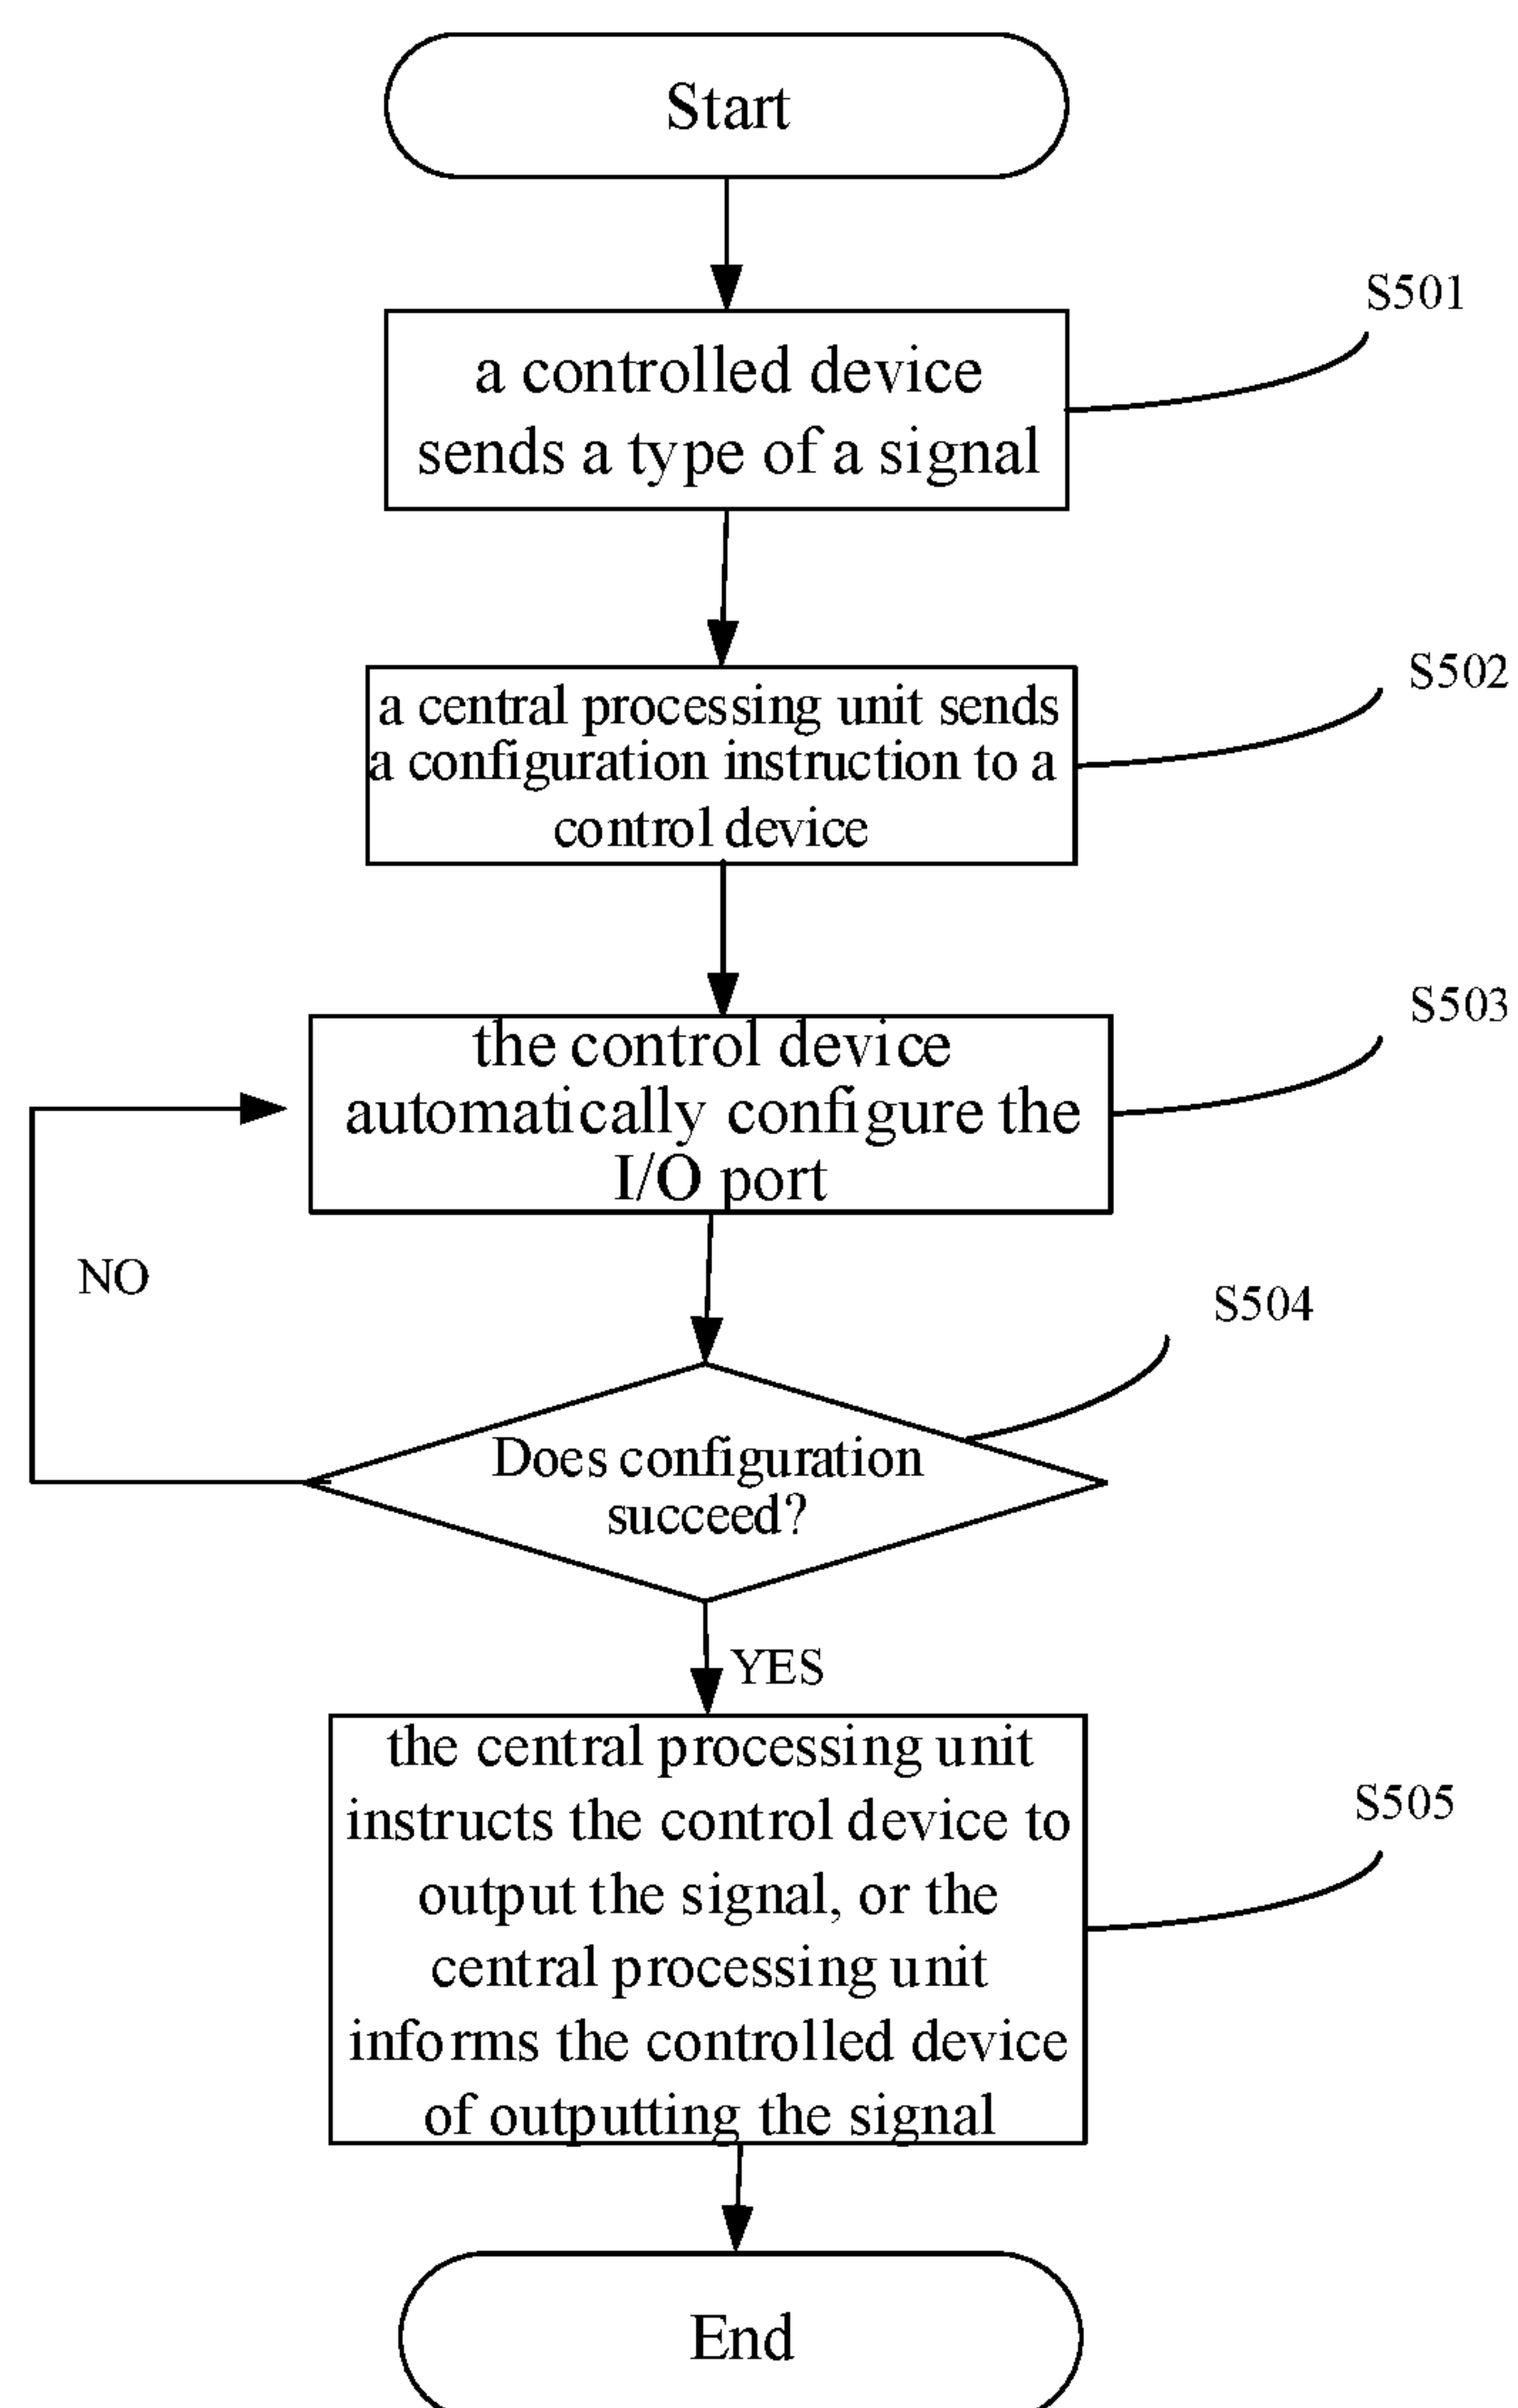 Start
S501
a controlled device
sends a type of a signal
S502
a central processing unit sends
a configuration instruction to a
control device
S503
the control device
automatically configure the
I/O port
NO
S504
Does configuration
succeed?
YES
the central processing unit
instructs the control device to
output the signal, or the
central processing unit
informs the controlled device
of outputting the signal
S505
End